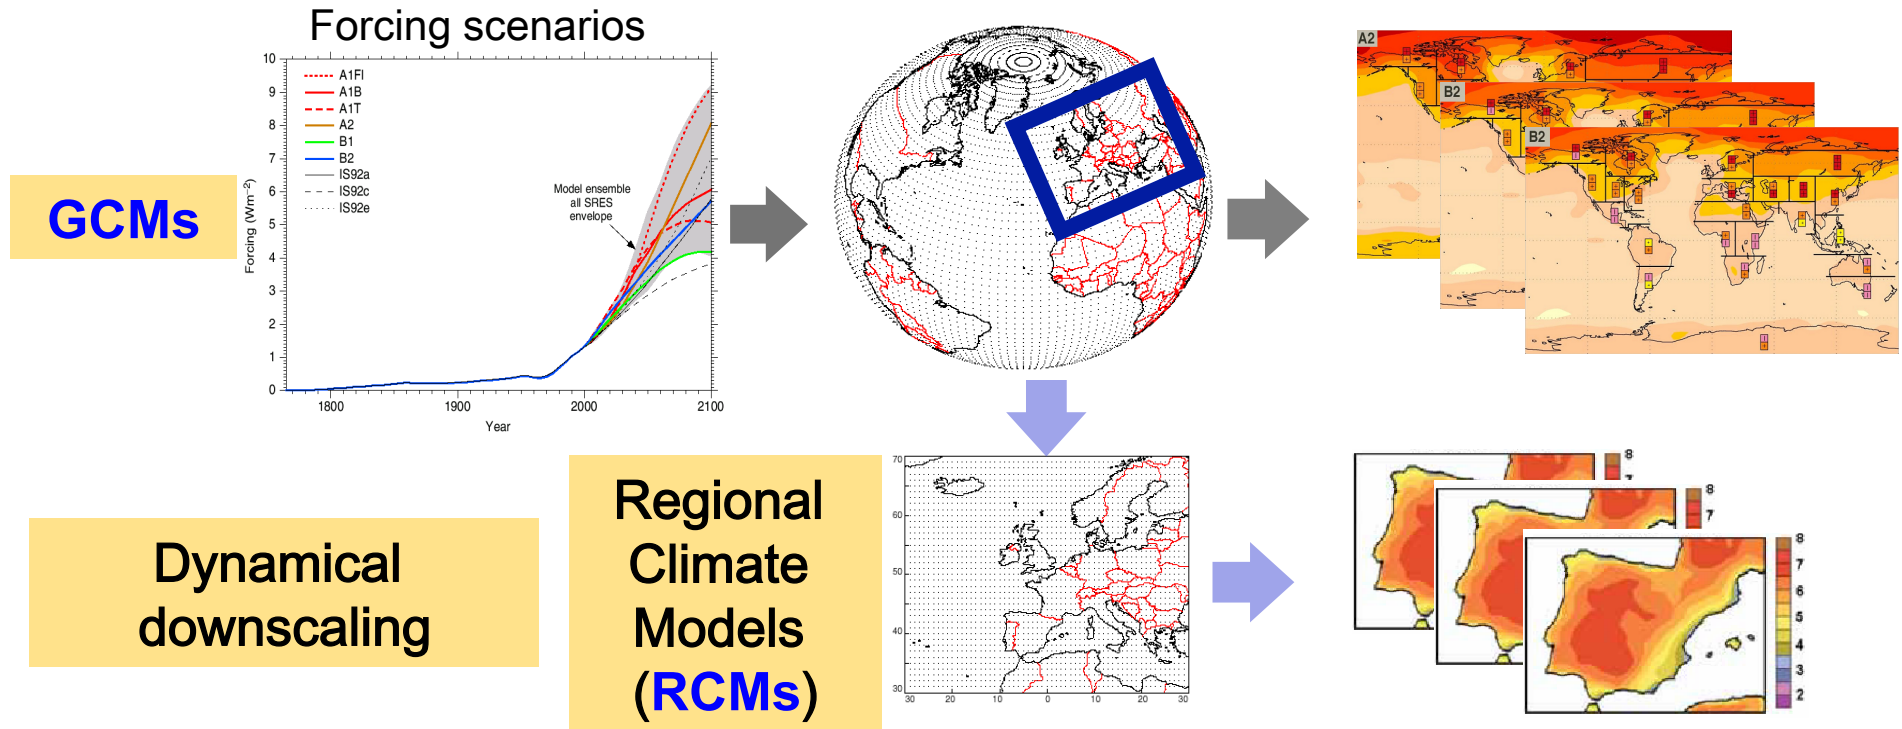 Forcing scenarios
GCMs
Forcing (Wm⁻²)
10
9
8
7
6
5
4
3
2
1
0
A1FI
A1B
A1T
A2
B1
B2
IS92a
IS92c
IS92e
Model ensemble
all SRES
envelope
1800
1900
2000
2100
Year
A2
B2
B2
Dynamical
downscaling
Regional
Climate
Models
(RCMs)
70
60
50
40
30
30
20
10
0
10
20
30
8
7
8
7
8
7
6
5
4
3
2